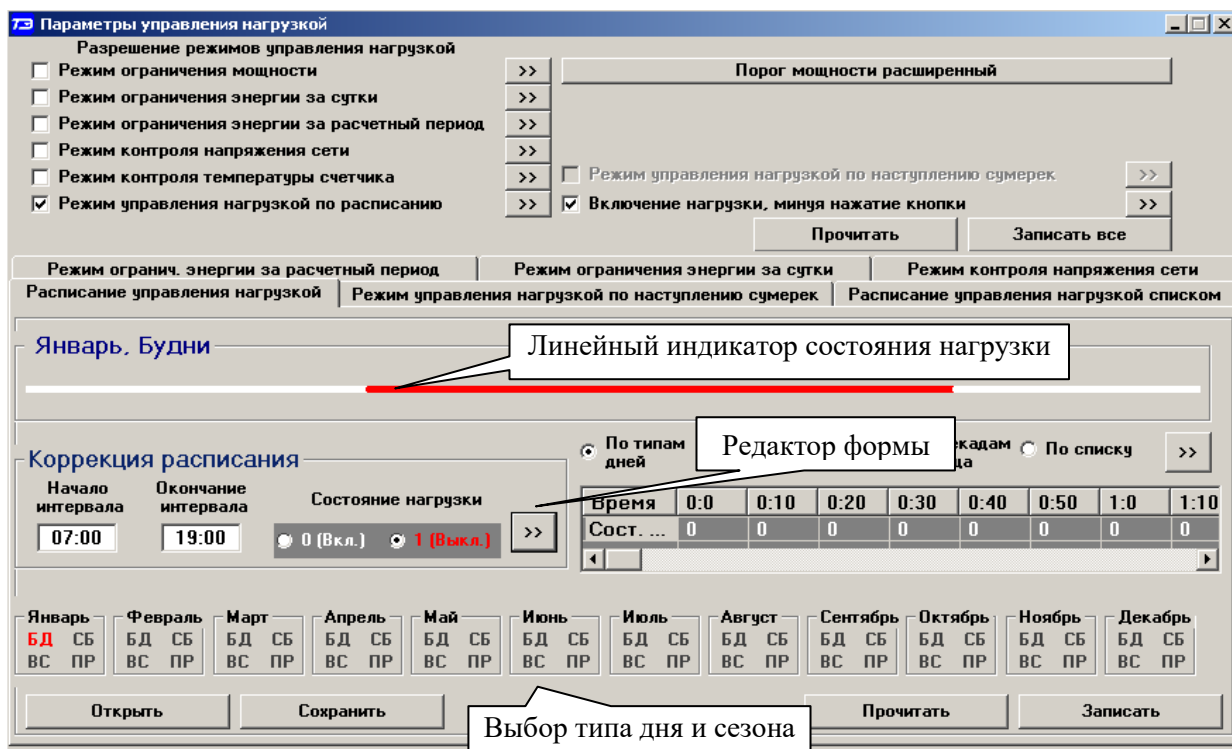 ТЭ Параметры управления нагрузкой
Разрешение режимов управления нагрузкой
Режим ограничения мощности >> Порог мощности расширенный
Режим ограничения энергии за сутки >>
Режим ограничения энергии за расчетный период >>
Режим контроля напряжения сети >>
Режим контроля температуры счетчика >> Режим управления нагрузкой по наступлению сумерек >>
Режим управления нагрузкой по расписанию >> Включение нагрузки, минуя нажатие кнопки >>
Прочитать Записать все
Режим огранич. энергии за расчетный период Режим ограничения энергии за сутки Режим контроля напряжения сети
Расписание управления нагрузкой Режим управления нагрузкой по наступлению сумерек Расписание управления нагрузкой списком
Январь, Будни
Линейный индикатор состояния нагрузки
Редактор формы
По типам дней По списку >>
Коррекция расписания
Начало интервала Окончание интервала Состояние нагрузки
07:00 19:00 0 (Вкл.) 1 (Выкл.) >>
Время 0:0 0:10 0:20 0:30 0:40 0:50 1:0 1:10
Сост. ... 0 0 0 0 0 0 0 0
Январь Февраль Март Апрель Май Июнь Июль Август Сентябрь Октябрь Ноябрь Декабрь
БД СБ БД СБ БД СБ БД СБ БД СБ БД СБ БД СБ БД СБ БД СБ БД СБ БД СБ БД СБ
ВС ПР ВС ПР ВС ПР ВС ПР ВС ПР ВС ПР ВС ПР ВС ПР ВС ПР ВС ПР ВС ПР ВС ПР
Открыть Сохранить Прочитать Записать
Выбор типа дня и сезона